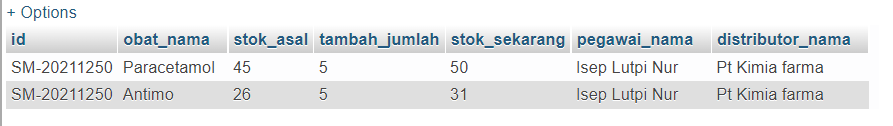 + Options
id obat_nama stok_asal tambah_jumlah stok_sekarang pegawai_nama distributor_nama
SM-20211250 Paracetamol 45 5 50 Isep Lutpi Nur Pt Kimia farma
SM-20211250 Antimo 26 5 31 Isep Lutpi Nur Pt Kimia farma